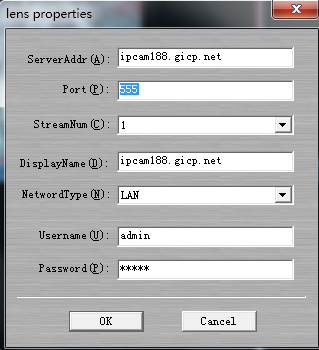 lens properties
ServerAddr(A): ipcam188.gicp.net
Port(P): 555
StreamNum(C): 1
DisplayName(D): ipcam188.gicp.net
NetwordType(N): LAN
Username(U): admin
Password(P): *****
OK Cancel